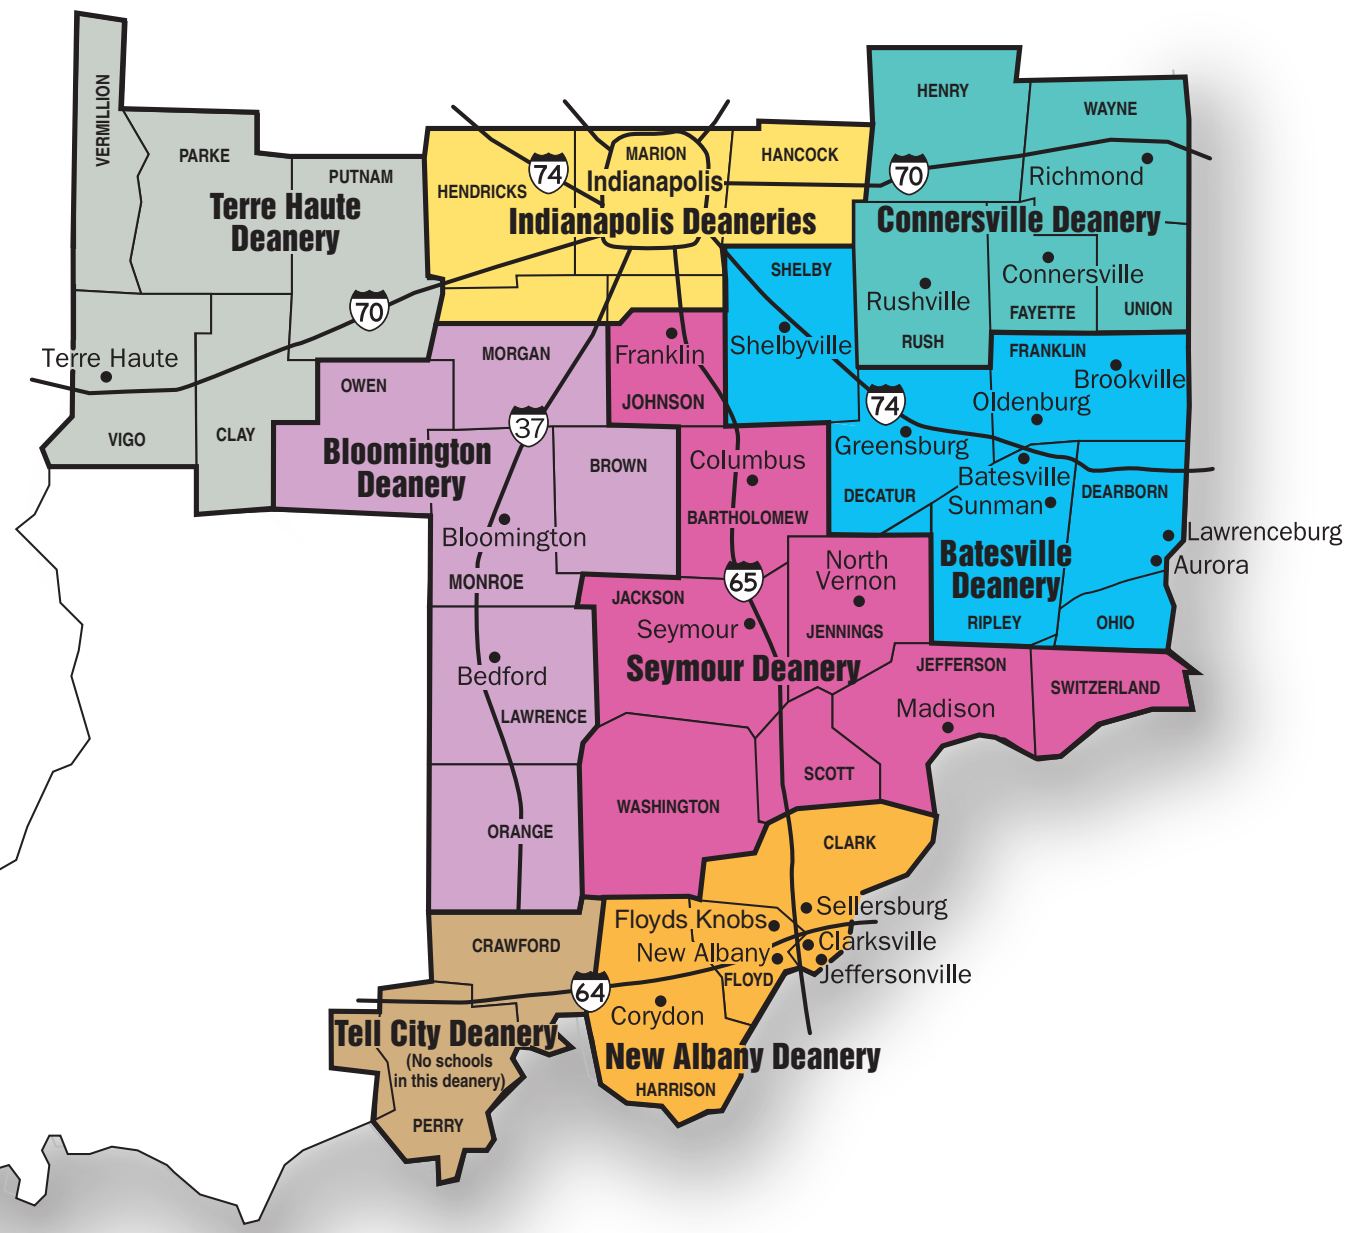 HENRY
WAYNE
VERMILLION
PARKE
PUTNAM
HENDRICKS
74
MARION
Indianapolis
HANCOCK
70
Richmond
Terre Haute
Deanery
Indianapolis Deaneries
Connersville Deanery
SHELBY
Connersville
Rushville
FAYETTE
UNION
70
Terre Haute
MORGAN
Franklin
Shelbyville
RUSH
FRANKLIN
Brookville
OWEN
JOHNSON
74
Oldenburg
VIGO
CLAY
37
Bloomington
Deanery
BROWN
Columbus
Greensburg
Batesville
DECATUR
Sunman
DEARBORN
BARTHOLOMEW
Bloomington
Lawrenceburg
Aurora
Batesville
Deanery
North
Vernon
MONROE
65
JACKSON
Seymour
JENNINGS
RIPLEY
OHIO
Bedford
Seymour Deanery
JEFFERSON
SWITZERLAND
LAWRENCE
Madison
SCOTT
WASHINGTON
ORANGE
CLARK
Sellersburg
Floyds Knobs
CRAWFORD
Clarksville
New Albany
FLOYD
Jeffersonville
64
Corydon
Tell City Deanery
(No schools
in this deanery)
New Albany Deanery
HARRISON
PERRY